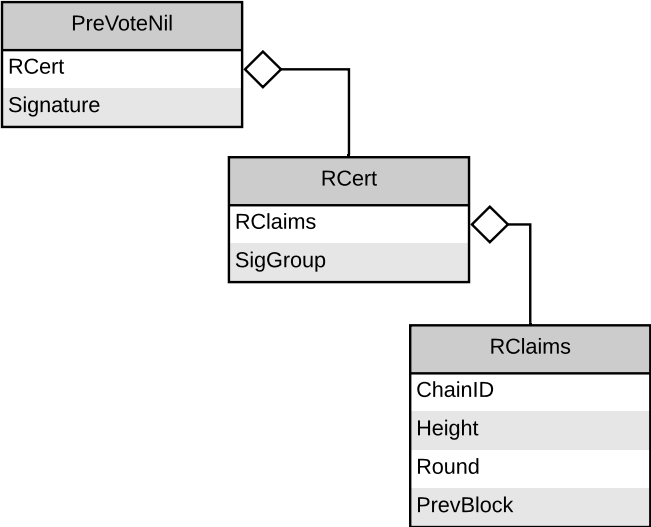 PreVoteNil
RCert
Signature
RCert
RClaims
SigGroup
RClaims
ChainID
Height
Round
PrevBlock